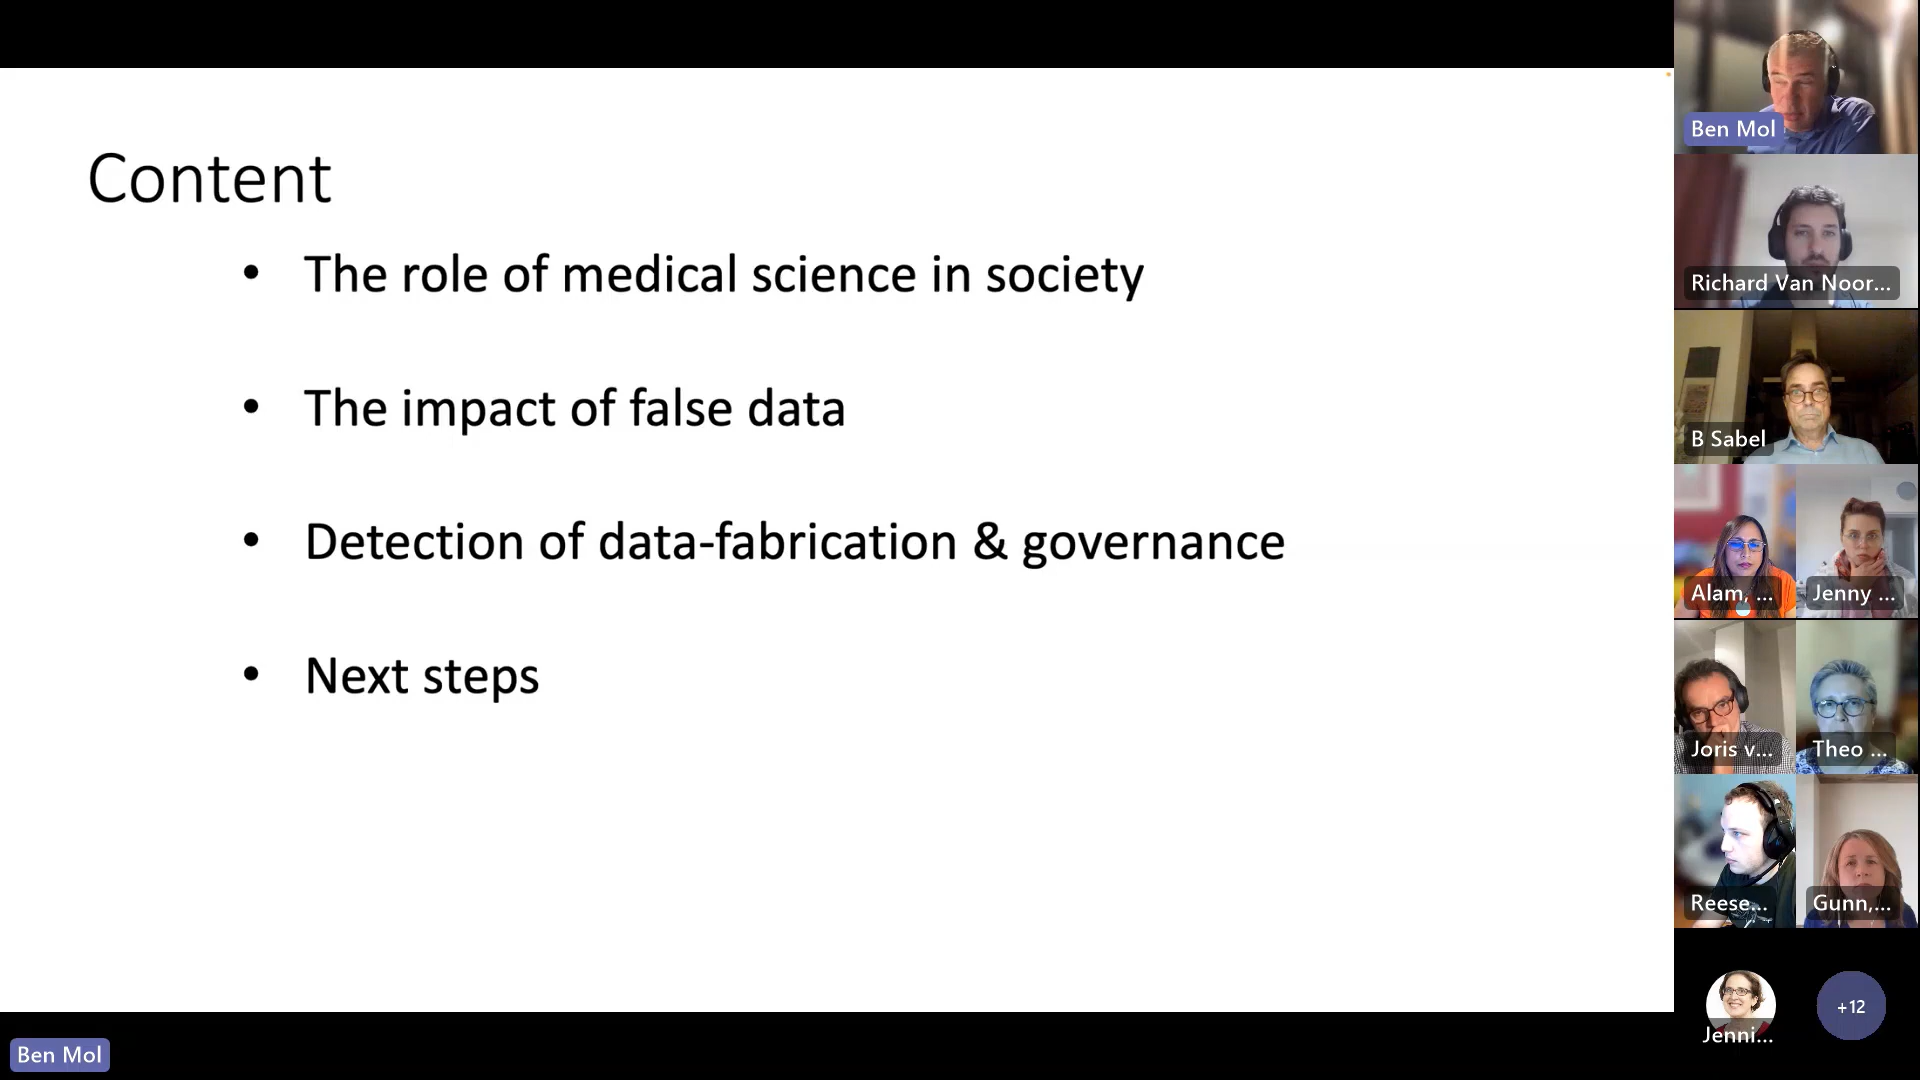 Content
• The role of medical science in society
• The impact of false data
• Detection of data-fabrication & governance
• Next steps
Ben Mol
Richard Van Noor...
B Sabel
Alam, ...
Jenny ...
Joris v...
Theo ...
Reese...
Gunn,...
Jenni...
+12
Ben Mol